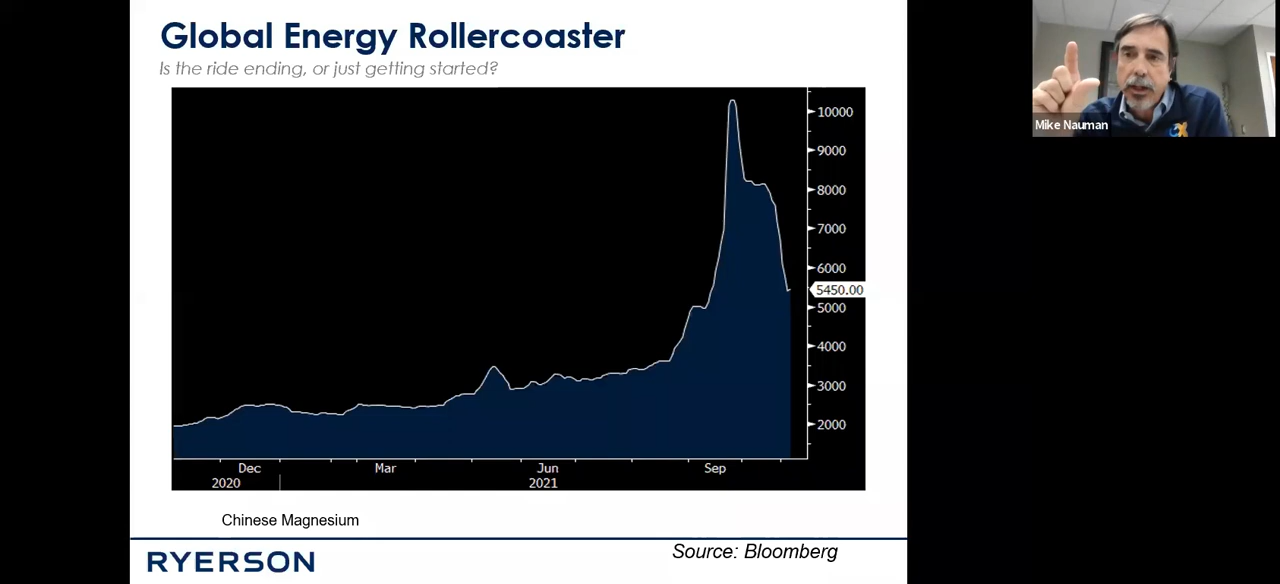 Global Energy Rollercoaster
Is the ride ending, or just getting started?
Mike Nauman
10000
9000
8000
7000
6000
5450.00
5000
4000
3000
2000
Dec Mar Jun Sep
2020 2021
Chinese Magnesium
Source: Bloomberg
RYERSON